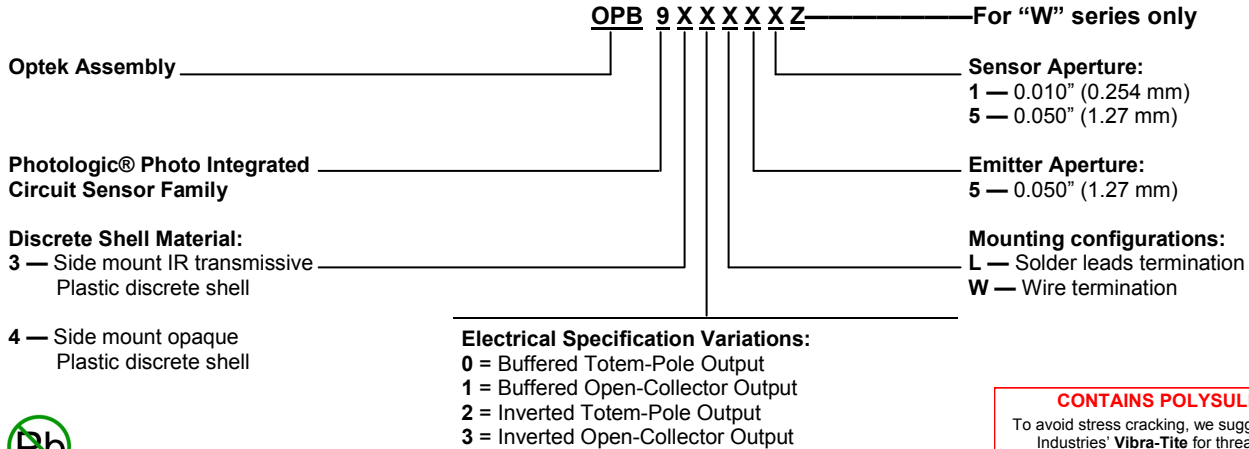 OPB 9 X X X X X Z———————For “W” series only
Optek Assembly
Sensor Aperture:
1 — 0.010” (0.254 mm)
5 — 0.050” (1.27 mm)
Photologic® Photo Integrated
Circuit Sensor Family
Emitter Aperture:
5 — 0.050” (1.27 mm)
Discrete Shell Material:
3 — Side mount IR transmissive
Plastic discrete shell
Mounting configurations:
L — Solder leads termination
W — Wire termination
4 — Side mount opaque
Plastic discrete shell
Electrical Specification Variations:
0 = Buffered Totem-Pole Output
1 = Buffered Open-Collector Output
2 = Inverted Totem-Pole Output
3 = Inverted Open-Collector Output
CONTAINS
To avoid stress cracking, we
Industries’ Vibra-Tite for
Pb